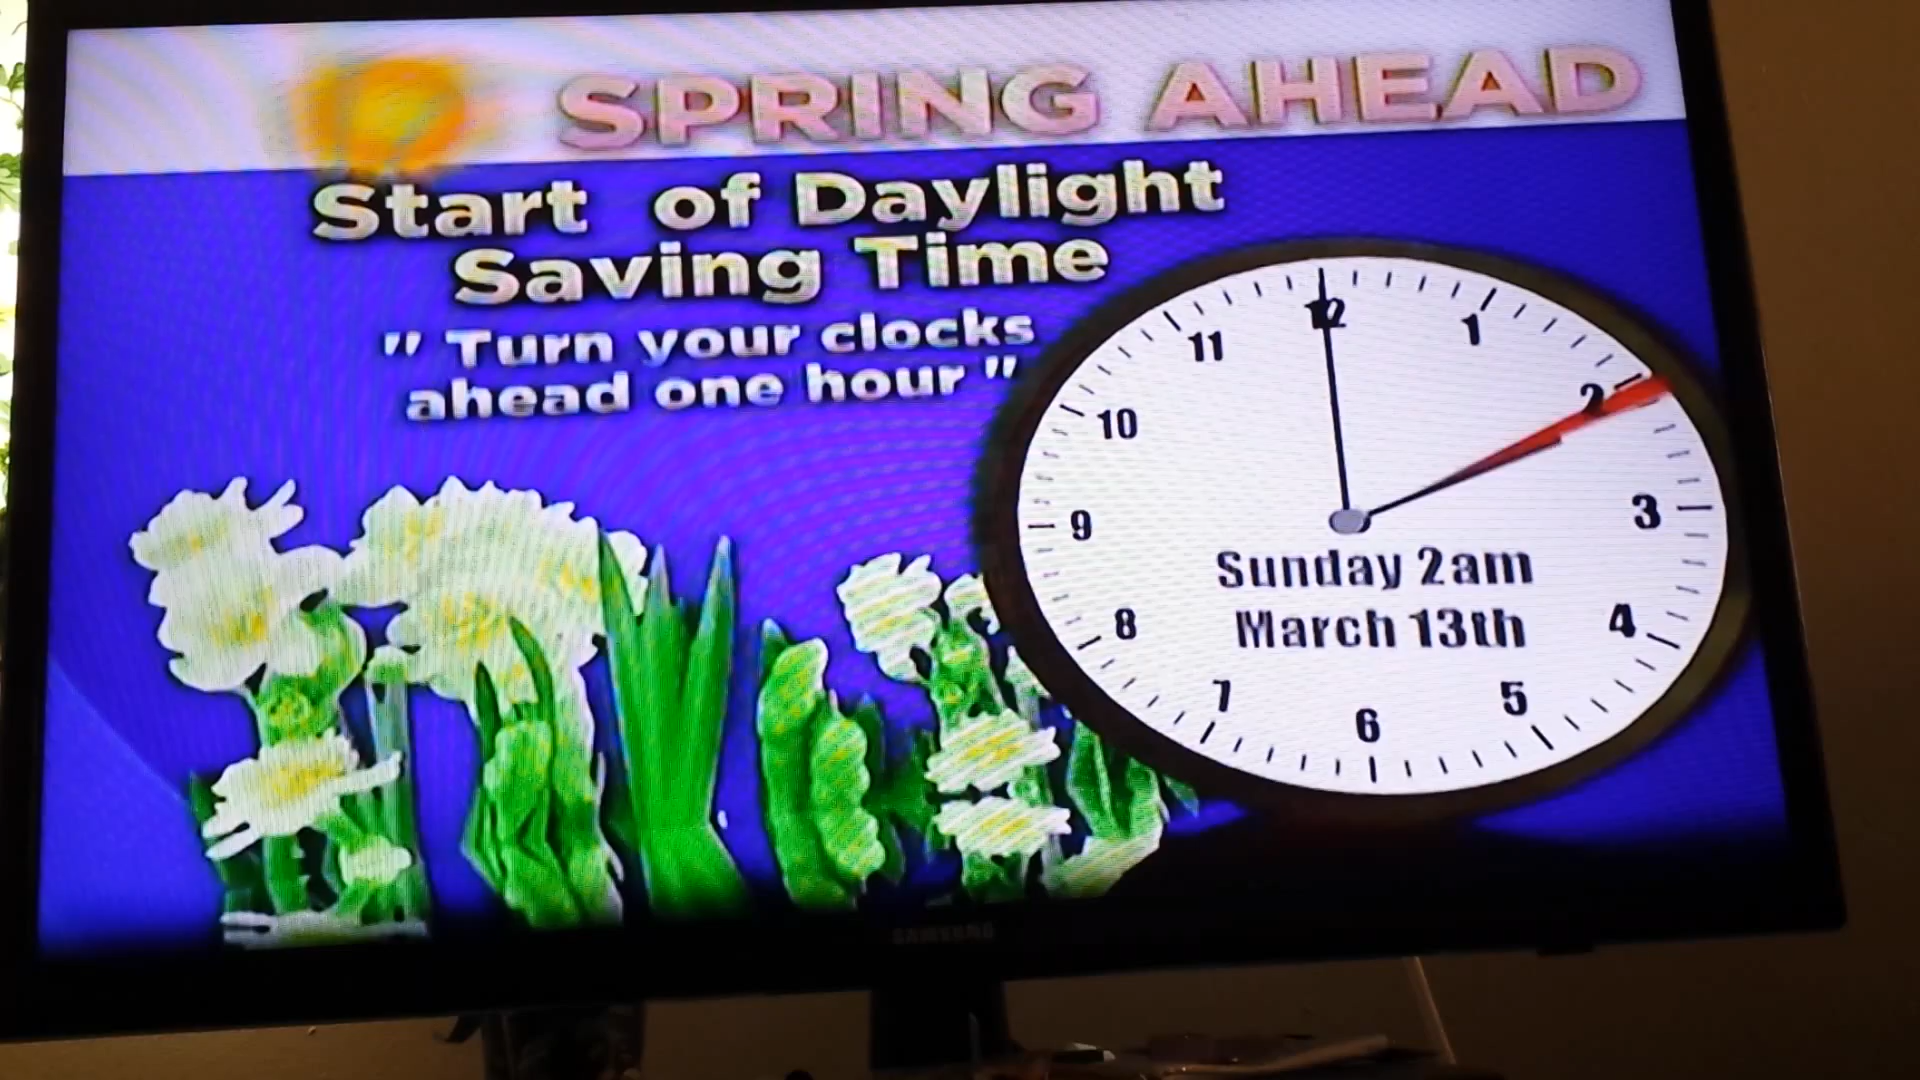 SPRING AHEAD
Start of Daylight
Saving Time
" Turn your clocks
ahead one hour "
12
1
2
3
4
5
6
7
8
9
10
11
Sunday 2am
March 13th
SAMSUNG